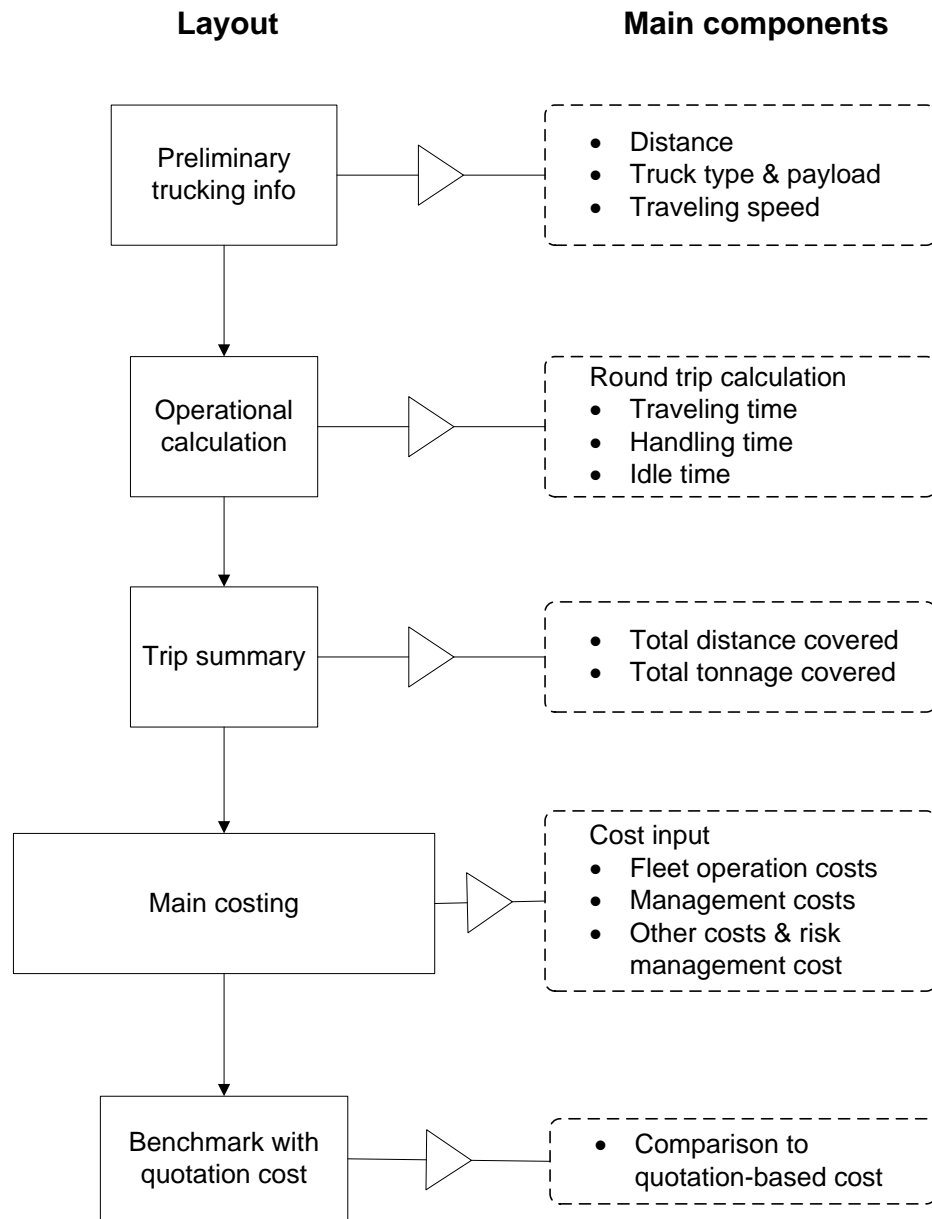 Layout
Main components
Preliminary
trucking info
• Distance
• Truck type & payload
• Traveling speed
Operational
calculation
Round trip calculation
• Traveling time
• Handling time
• Idle time
Trip summary
• Total distance covered
• Total tonnage covered
Main costing
Cost input
• Fleet operation costs
• Management costs
• Other costs & risk
management cost
Benchmark with
quotation cost
• Comparison to
quotation-based cost